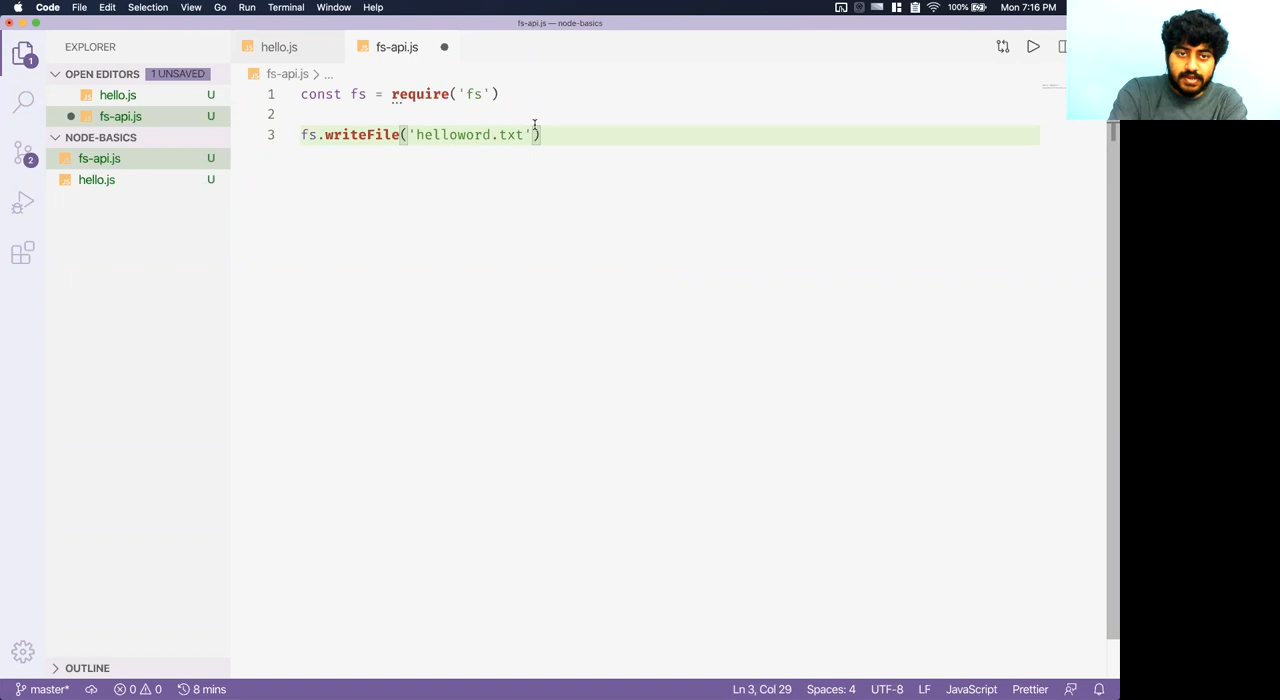 Code File Edit Selection View Go Run Terminal Window Help 100% Mon 7:16 PM
fs-api.js — node-basics
EXPLORER
hello.js
fs-api.js
OPEN EDITORS 1 UNSAVED
hello.js U
fs-api.js U
NODE-BASICS
fs-api.js U
hello.js U
OUTLINE
fs-api.js > ...
1 const fs = require('fs')
2
3 fs.writeFile('helloword.txt')
1
2
master* 0 0 8 mins Ln 3, Col 29 Spaces: 4 UTF-8 LF JavaScript Prettier